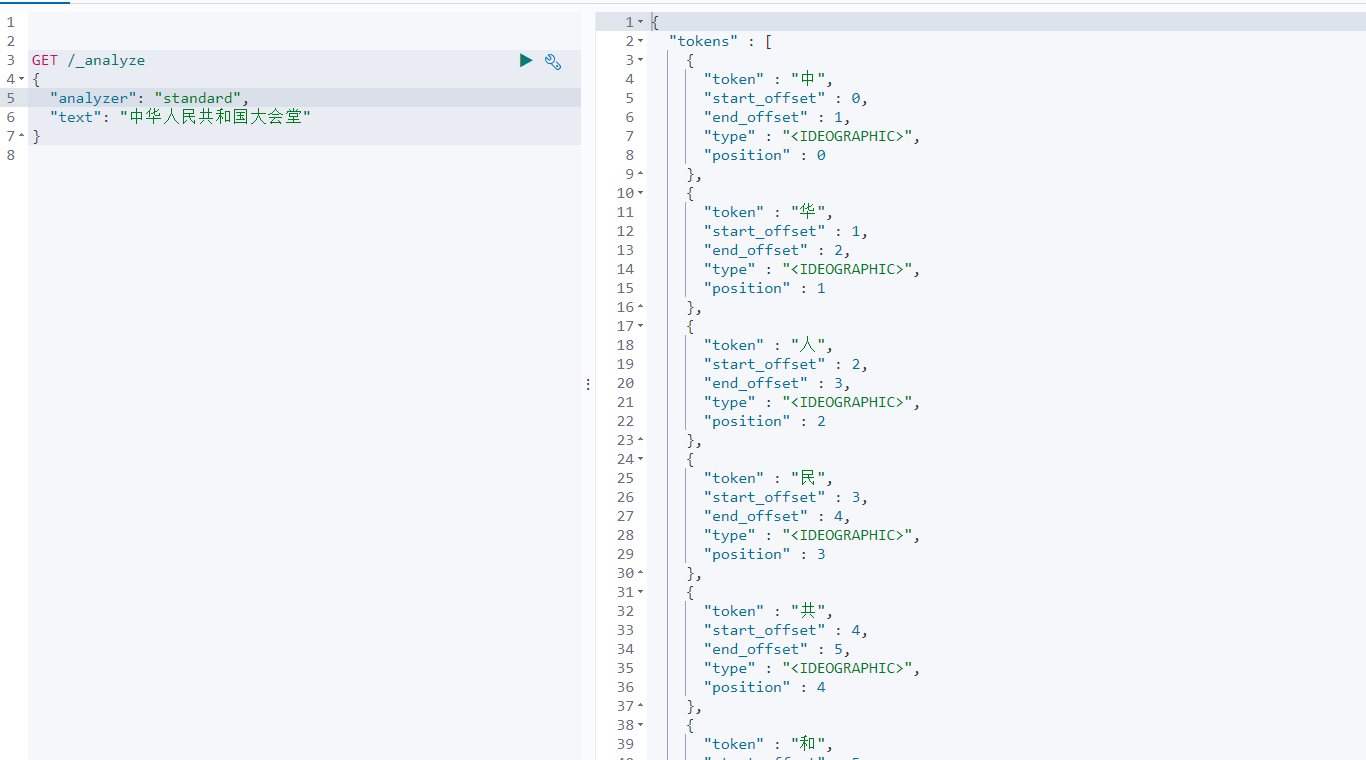 1
2
3 GET /_analyze
4 {
5 "analyzer": "standard",
6 "text": "中华人民共和国大会堂"
7 }
8
1 {
2 "tokens" : [
3 {
4 "token" : "中",
5 "start_offset" : 0,
6 "end_offset" : 1,
7 "type" : "<IDEOGRAPHIC>",
8 "position" : 0
9 },
10 {
11 "token" : "华",
12 "start_offset" : 1,
13 "end_offset" : 2,
14 "type" : "<IDEOGRAPHIC>",
15 "position" : 1
16 },
17 {
18 "token" : "人",
19 "start_offset" : 2,
20 "end_offset" : 3,
21 "type" : "<IDEOGRAPHIC>",
22 "position" : 2
23 },
24 {
25 "token" : "民",
26 "start_offset" : 3,
27 "end_offset" : 4,
28 "type" : "<IDEOGRAPHIC>",
29 "position" : 3
30 },
31 {
32 "token" : "共",
33 "start_offset" : 4,
34 "end_offset" : 5,
35 "type" : "<IDEOGRAPHIC>",
36 "position" : 4
37 },
38 {
39 "token" : "和",